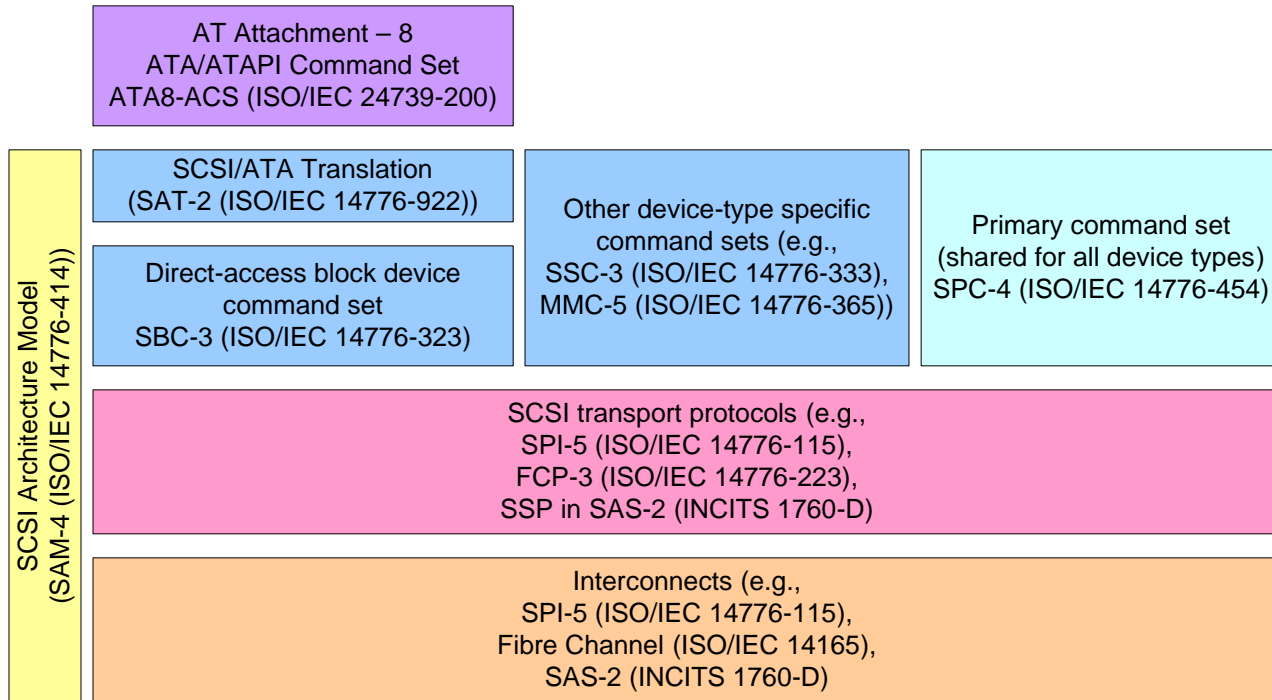 AT Attachment – 8
ATA/ATAPI Command Set
ATA8-ACS (ISO/IEC 24739-200)
SCSI Architecture Model
(SAM-4 (ISO/IEC 14776-414))
SCSI/ATA Translation
(SAT-2 (ISO/IEC 14776-922))
Direct-access block device
command set
SBC-3 (ISO/IEC 14776-323)
Other device-type specific
command sets (e.g.,
SSC-3 (ISO/IEC 14776-333),
MMC-5 (ISO/IEC 14776-365))
Primary command set
(shared for all device types)
SPC-4 (ISO/IEC 14776-454)
SCSI transport protocols (e.g.,
SPI-5 (ISO/IEC 14776-115),
FCP-3 (ISO/IEC 14776-223),
SSP in SAS-2 (INCITS 1760-D)
Interconnects (e.g.,
SPI-5 (ISO/IEC 14776-115),
Fibre Channel (ISO/IEC 14165),
SAS-2 (INCITS 1760-D)